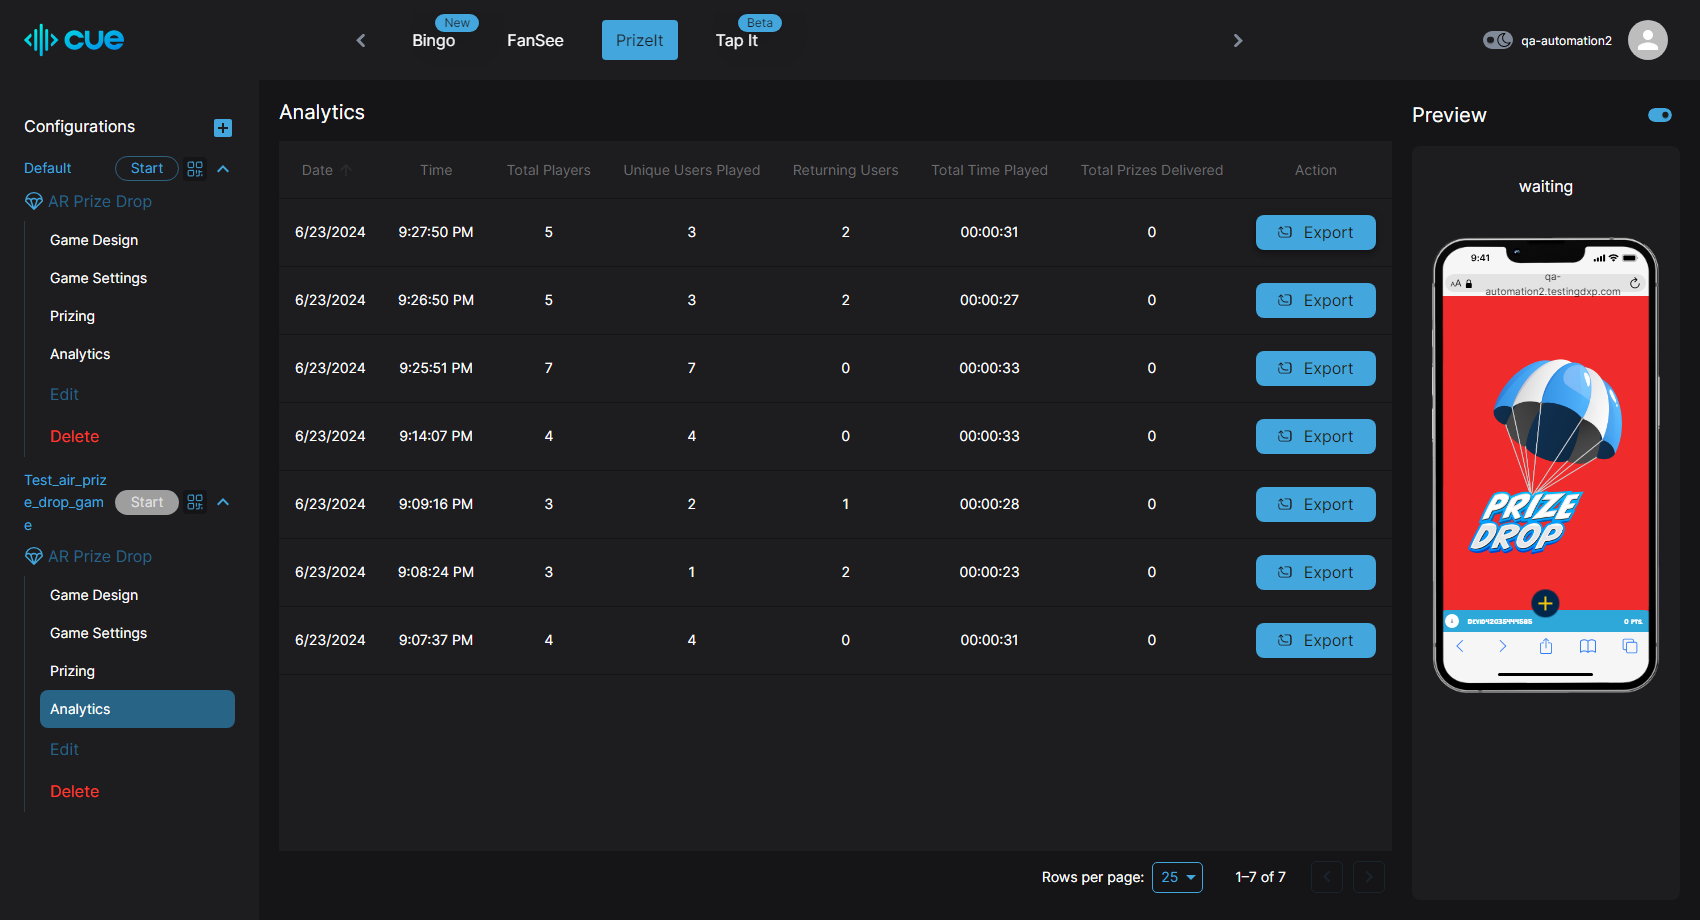 cue
New
Bingo
FanSee
PrizeIt
Beta
Tap It
qa-automation2
Configurations
Default
Start
AR Prize Drop
Game Design
Game Settings
Prizing
Analytics
Edit
Delete
Test_air_priz
e_drop_gam
e
Start
AR Prize Drop
Game Design
Game Settings
Prizing
Analytics
Edit
Delete
Analytics
Date Time Total Players Unique Users Played Returning Users Total Time Played Total Prizes Delivered Action
6/23/2024 9:27:50 PM 5 3 2 00:00:31 0 Export
6/23/2024 9:26:50 PM 5 3 2 00:00:27 0 Export
6/23/2024 9:25:51 PM 7 7 0 00:00:33 0 Export
6/23/2024 9:14:07 PM 4 4 0 00:00:33 0 Export
6/23/2024 9:09:16 PM 3 2 1 00:00:28 0 Export
6/23/2024 9:08:24 PM 3 1 2 00:00:23 0 Export
6/23/2024 9:07:37 PM 4 4 0 00:00:31 0 Export
Rows per page: 25 1–7 of 7
Preview
waiting
9:41
AA
qa-
automation2.testingdxp.com
PRIZE
DROP
0 PTS.